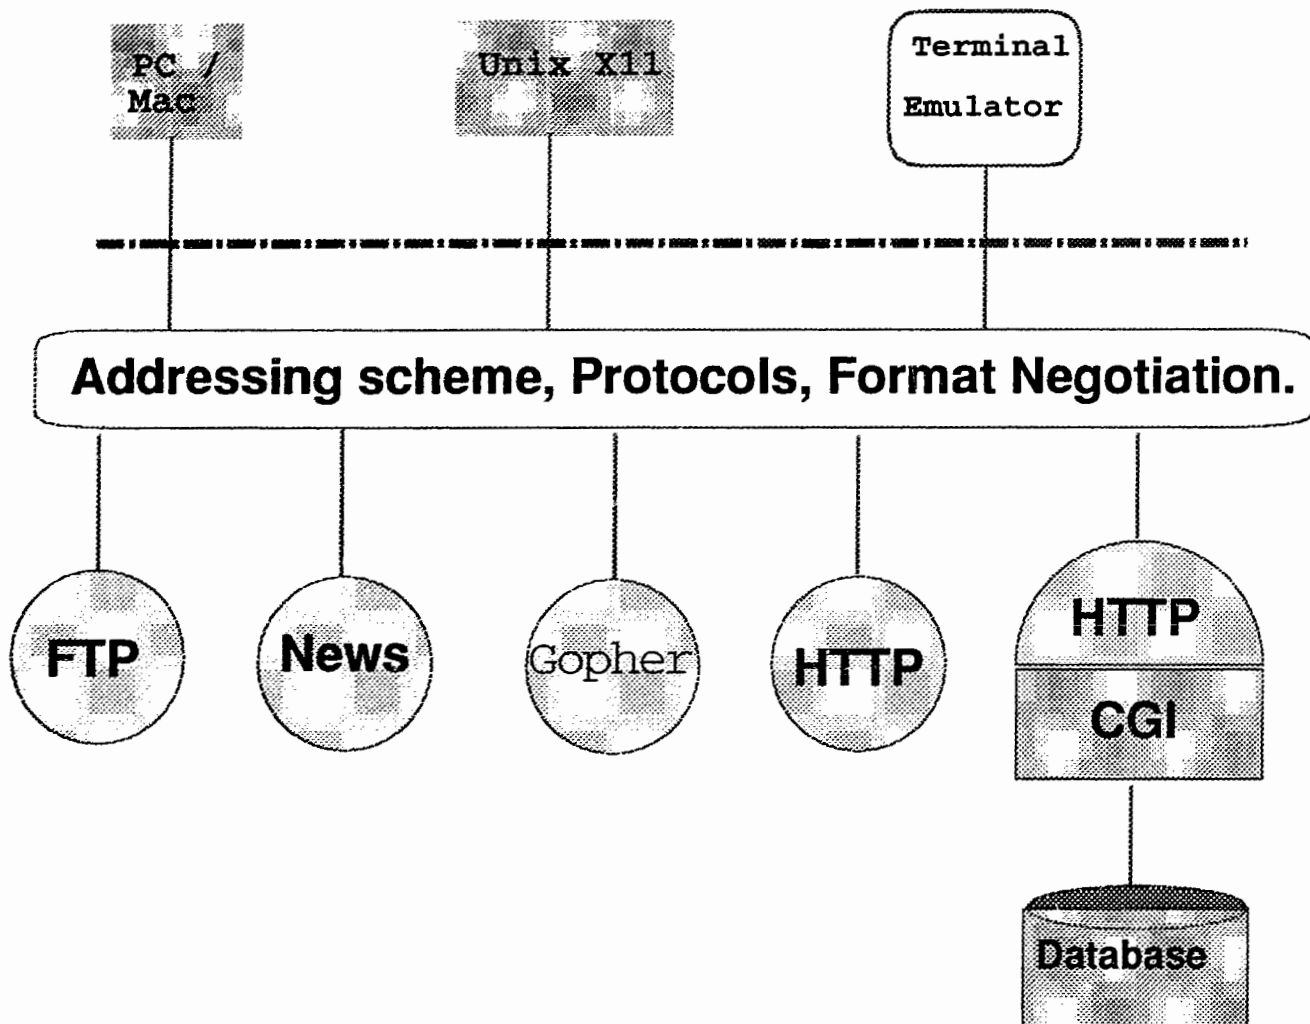 PC /
Mac
Unix X11
Terminal
Emulator
Addressing scheme, Protocols, Format Negotiation.
FTP
News
Gopher
HTTP
HTTP
CGI
Database